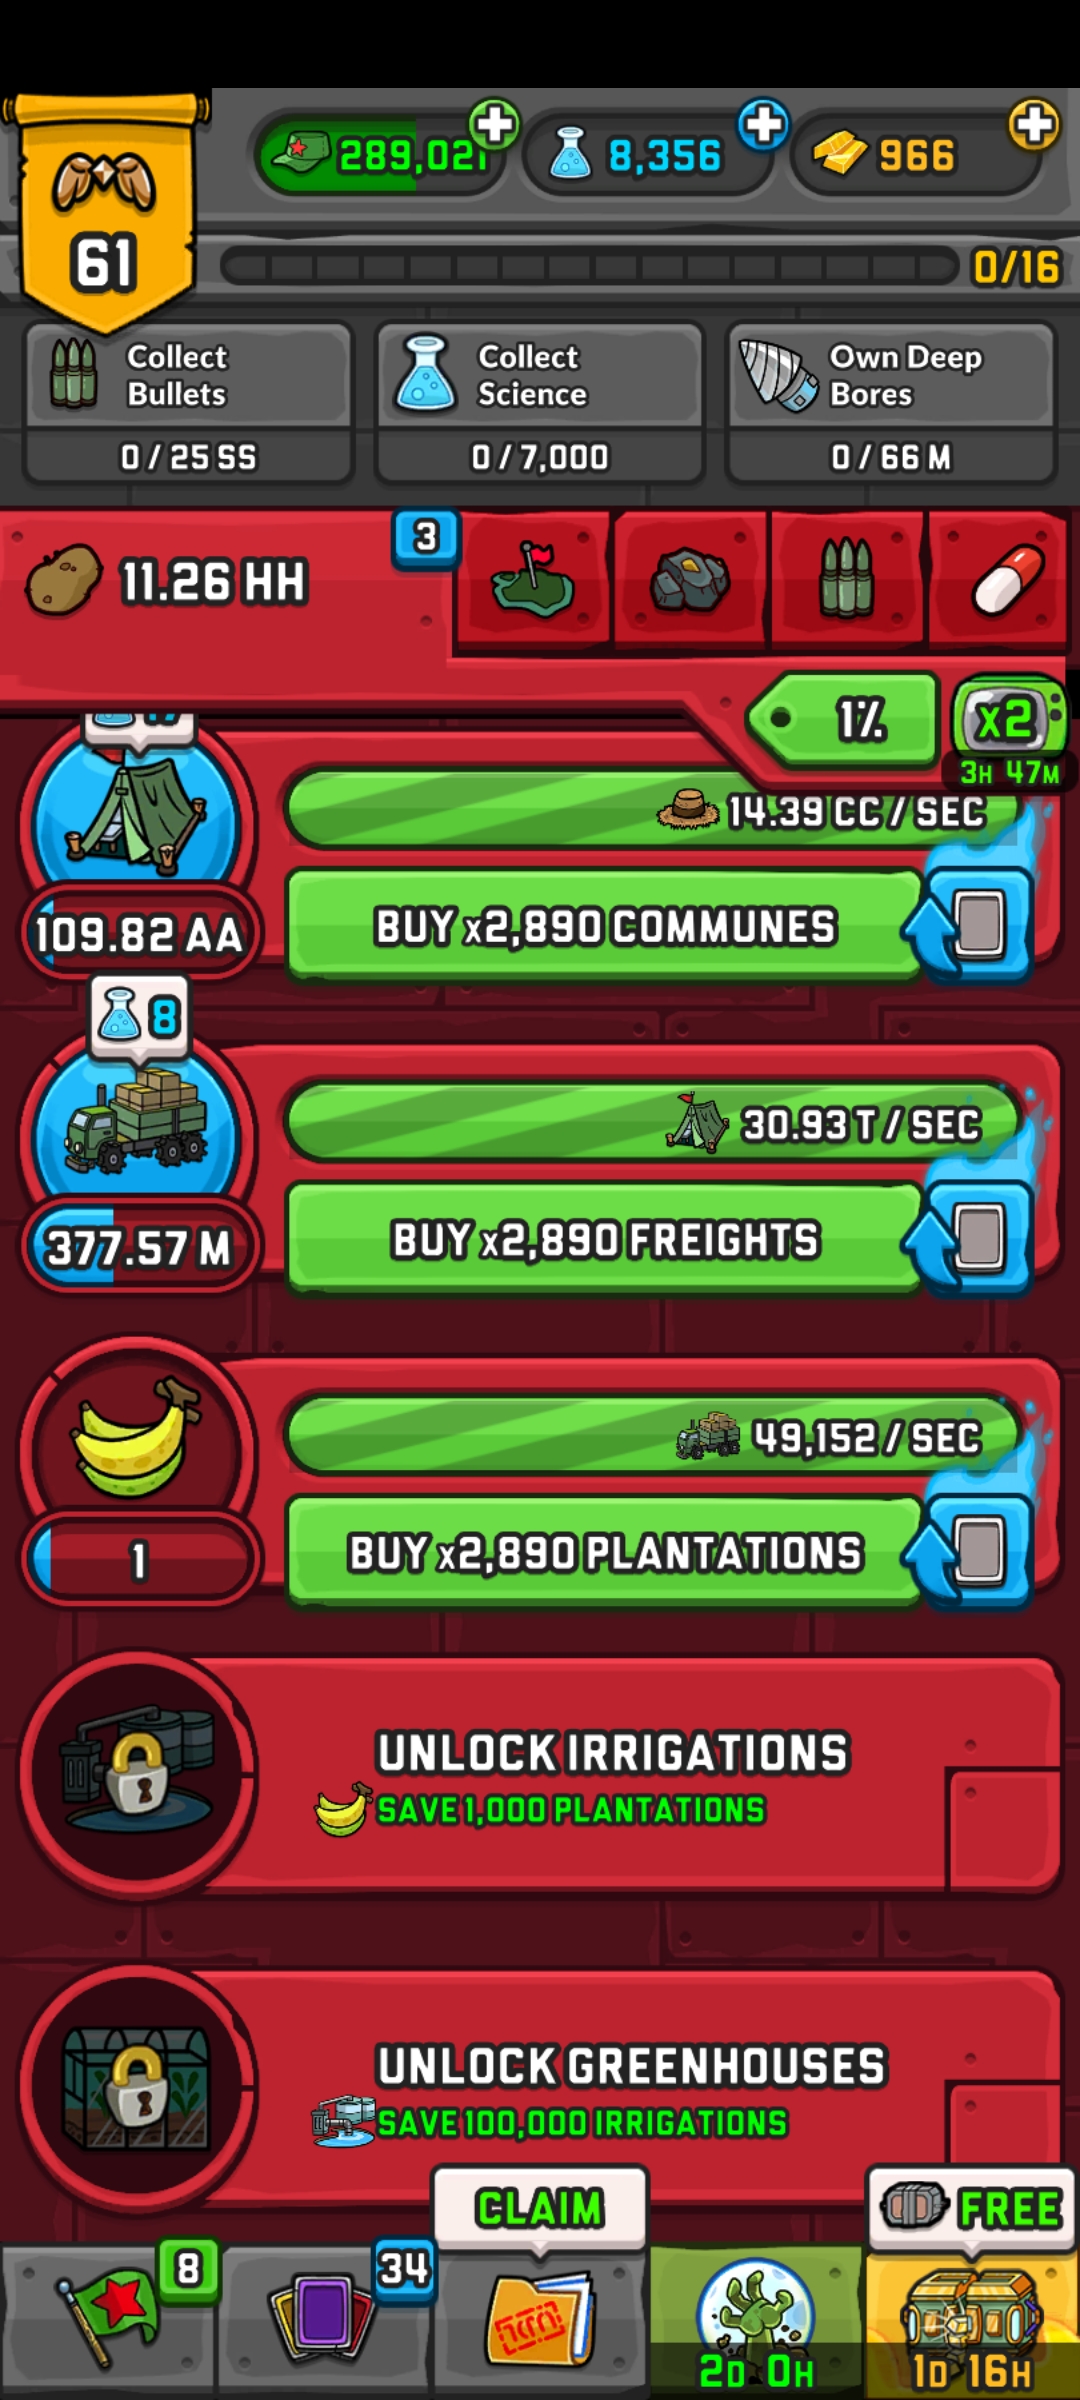 61
289,021
8,356
966
0/16
Collect
Bullets
0 / 25 SS
Collect
Science
0 / 7,000
Own Deep
Bores
0 / 66 M
11.26 HH
3
1%
x2
3H 47M
14.39 CC / SEC
109.82 AA
BUY x2,890 COMMUNES
8
30.93 T / SEC
377.57 M
BUY x2,890 FREIGHTS
49,152 / SEC
1
BUY x2,890 PLANTATIONS
UNLOCK IRRIGATIONS
SAVE 1,000 PLANTATIONS
UNLOCK GREENHOUSES
SAVE 100,000 IRRIGATIONS
CLAIM
FREE
8
34
2D 0H
1D 16H